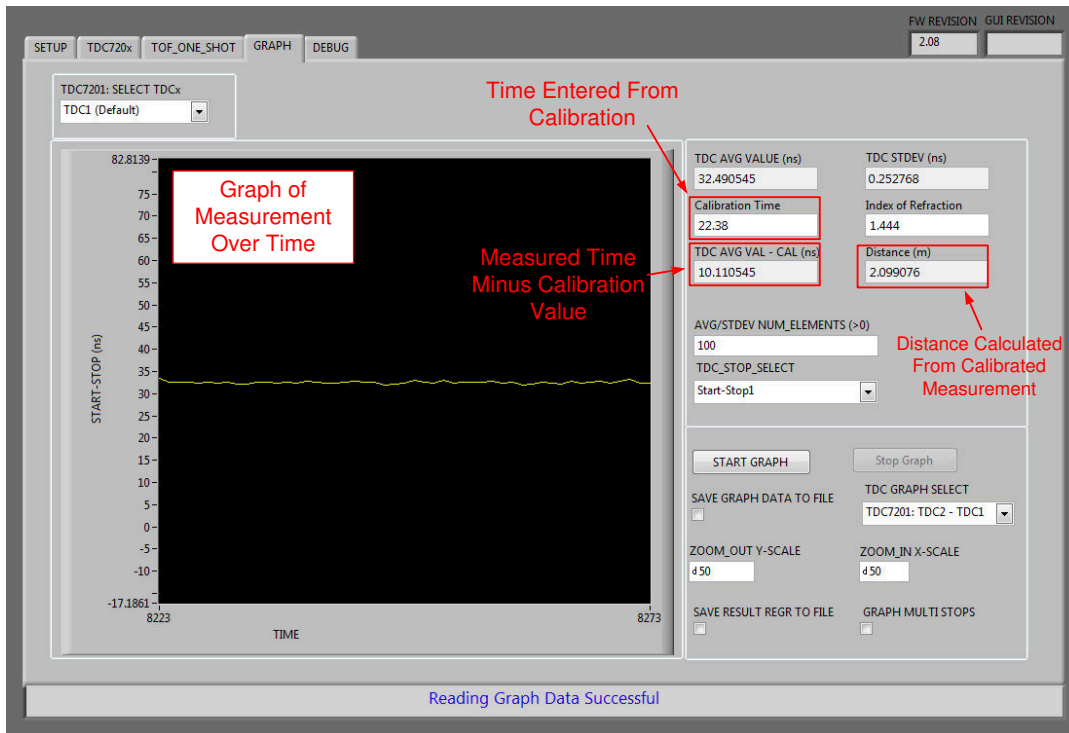 FW REVISION GUI REVISION
2.08
SETUP TDC720x TOF_ONE_SHOT GRAPH DEBUG
TDC7201: SELECT TDCx
TDC1 (Default)
Time Entered From
Calibration
Graph of
Measurement
Over Time
Measured Time
Minus Calibration
Value
82.8139
75
70
65
60
55
50
45
40
35
30
25
20
15
10
5
0
-5
-10
-17.1861
START-STOP (ns)
8223 8273
TIME
TDC AVG VALUE (ns) TDC STDEV (ns)
32.490545 0.252768
Calibration Time Index of Refraction
22.38 1.444
TDC AVG VAL - CAL (ns) Distance (m)
10.110545 2.099076
AVG/STDEV NUM_ELEMENTS (>0)
100
TDC_STOP_SELECT
Start-Stop1
Distance Calculated
From Calibrated
Measurement
START GRAPH Stop Graph
SAVE GRAPH DATA TO FILE TDC GRAPH SELECT
TDC7201: TDC2 - TDC1
ZOOM_OUT Y-SCALE ZOOM_IN X-SCALE
d 50 d 50
SAVE RESULT REGR TO FILE GRAPH MULTI STOPS
Reading Graph Data Successful